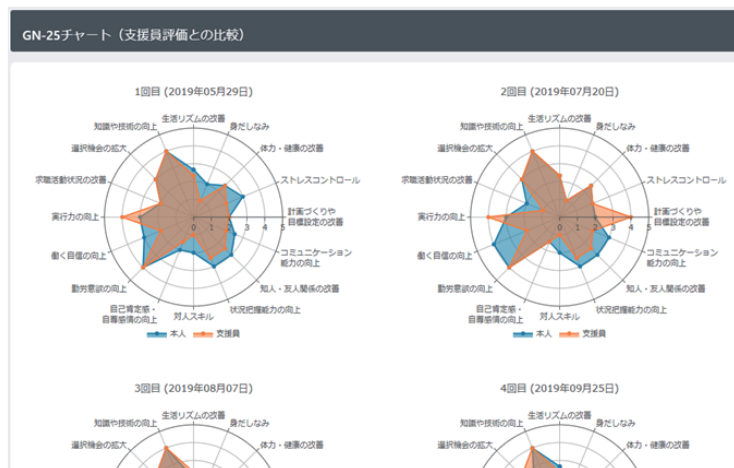 GN-25チャート（支援員評価との比較）
1回目 (2019年05月29日)
生活リズムの改善
身だしなみ
体力・健康の改善
ストレスコントロール
計画づくりや
目標設定の改善
コミュニケーション
能力の向上
知人・友人関係の改善
状況把握能力の向上
対人スキル
自己肯定感・
自尊感情の向上
勤労意欲の向上
働く自信の向上
実行力の向上
求職活動状況の改善
選択機会の拡大
知識や技術の向上
0 1 2 3 4 5
本人 支援員
2回目 (2019年07月20日)
生活リズムの改善
身だしなみ
体力・健康の改善
ストレスコントロール
計画づくりや
目標設定の改善
コミュニケーション
能力の向上
知人・友人関係の改善
状況把握能力の向上
対人スキル
自己肯定感・
自尊感情の向上
勤労意欲の向上
働く自信の向上
実行力の向上
求職活動状況の改善
選択機会の拡大
知識や技術の向上
0 1 2 3 4 5
本人 支援員
3回目 (2019年08月07日)
生活リズムの改善
身だしなみ
体力・健康の改善
選択機会の拡大
知識や技術の向上
4回目 (2019年09月25日)
生活リズムの改善
身だしなみ
体力・健康の改善
選択機会の拡大
知識や技術の向上